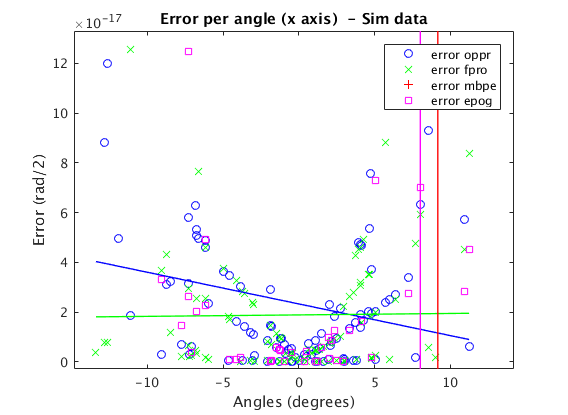 Error per angle (x axis) - Sim data
×10⁻¹⁷
12
10
8
6
4
2
0
Error (rad/2)
error oppr
error fpro
error mbpe
error epog
-10
-5
0
5
10
Angles (degrees)